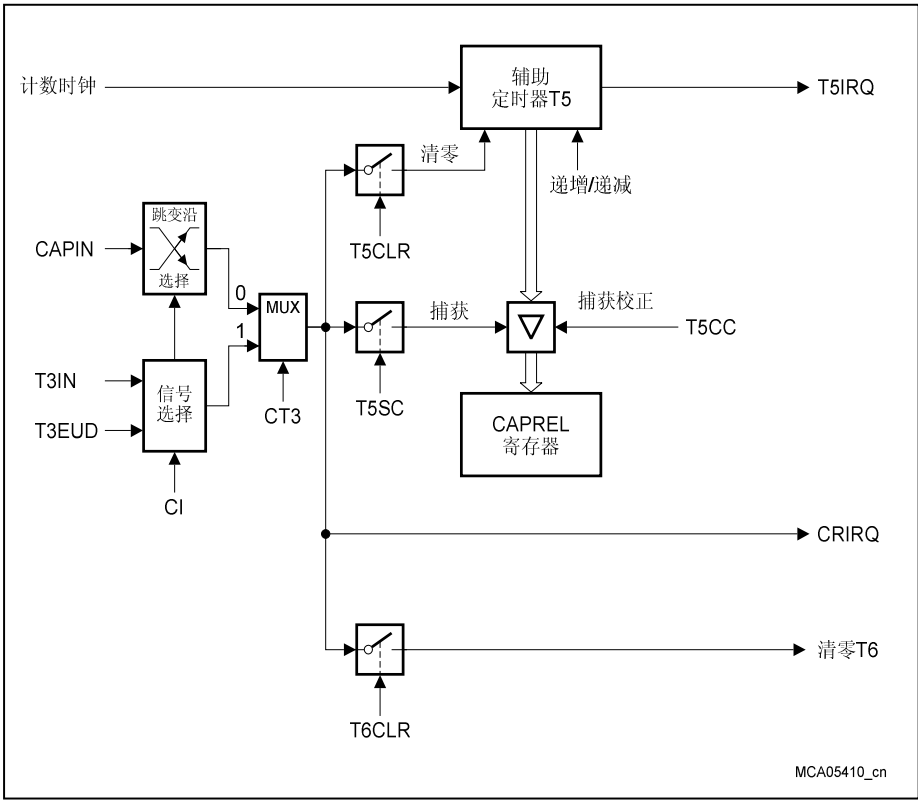 计数时钟
辅助
定时器T5
T5IRQ
清零
递增/递减
T5CLR
跳变沿
选择
CAPIN
0
MUX
1
捕获
捕获校正
T5CC
T3IN
T3EUD
信号
选择
CT3
T5SC
CAPREL
寄存器
CI
CRIRQ
清零T6
T6CLR
MCA05410_cn